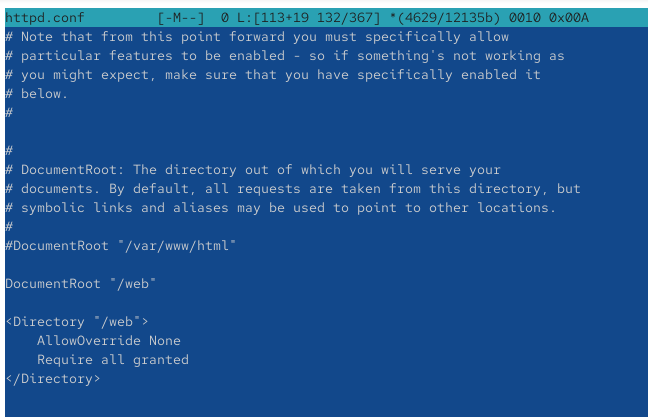 httpd.conf [-M--] 0 L:[113+19 132/367] *(4629/12135b) 0010 0x00A
# Note that from this point forward you must specifically allow
# particular features to be enabled - so if something's not working as
# you might expect, make sure that you have specifically enabled it
# below.
#
#
# DocumentRoot: The directory out of which you will serve your
# documents. By default, all requests are taken from this directory, but
# symbolic links and aliases may be used to point to other locations.
#
#DocumentRoot "/var/www/html"
DocumentRoot "/web"
<Directory "/web">
    AllowOverride None
    Require all granted
</Directory>